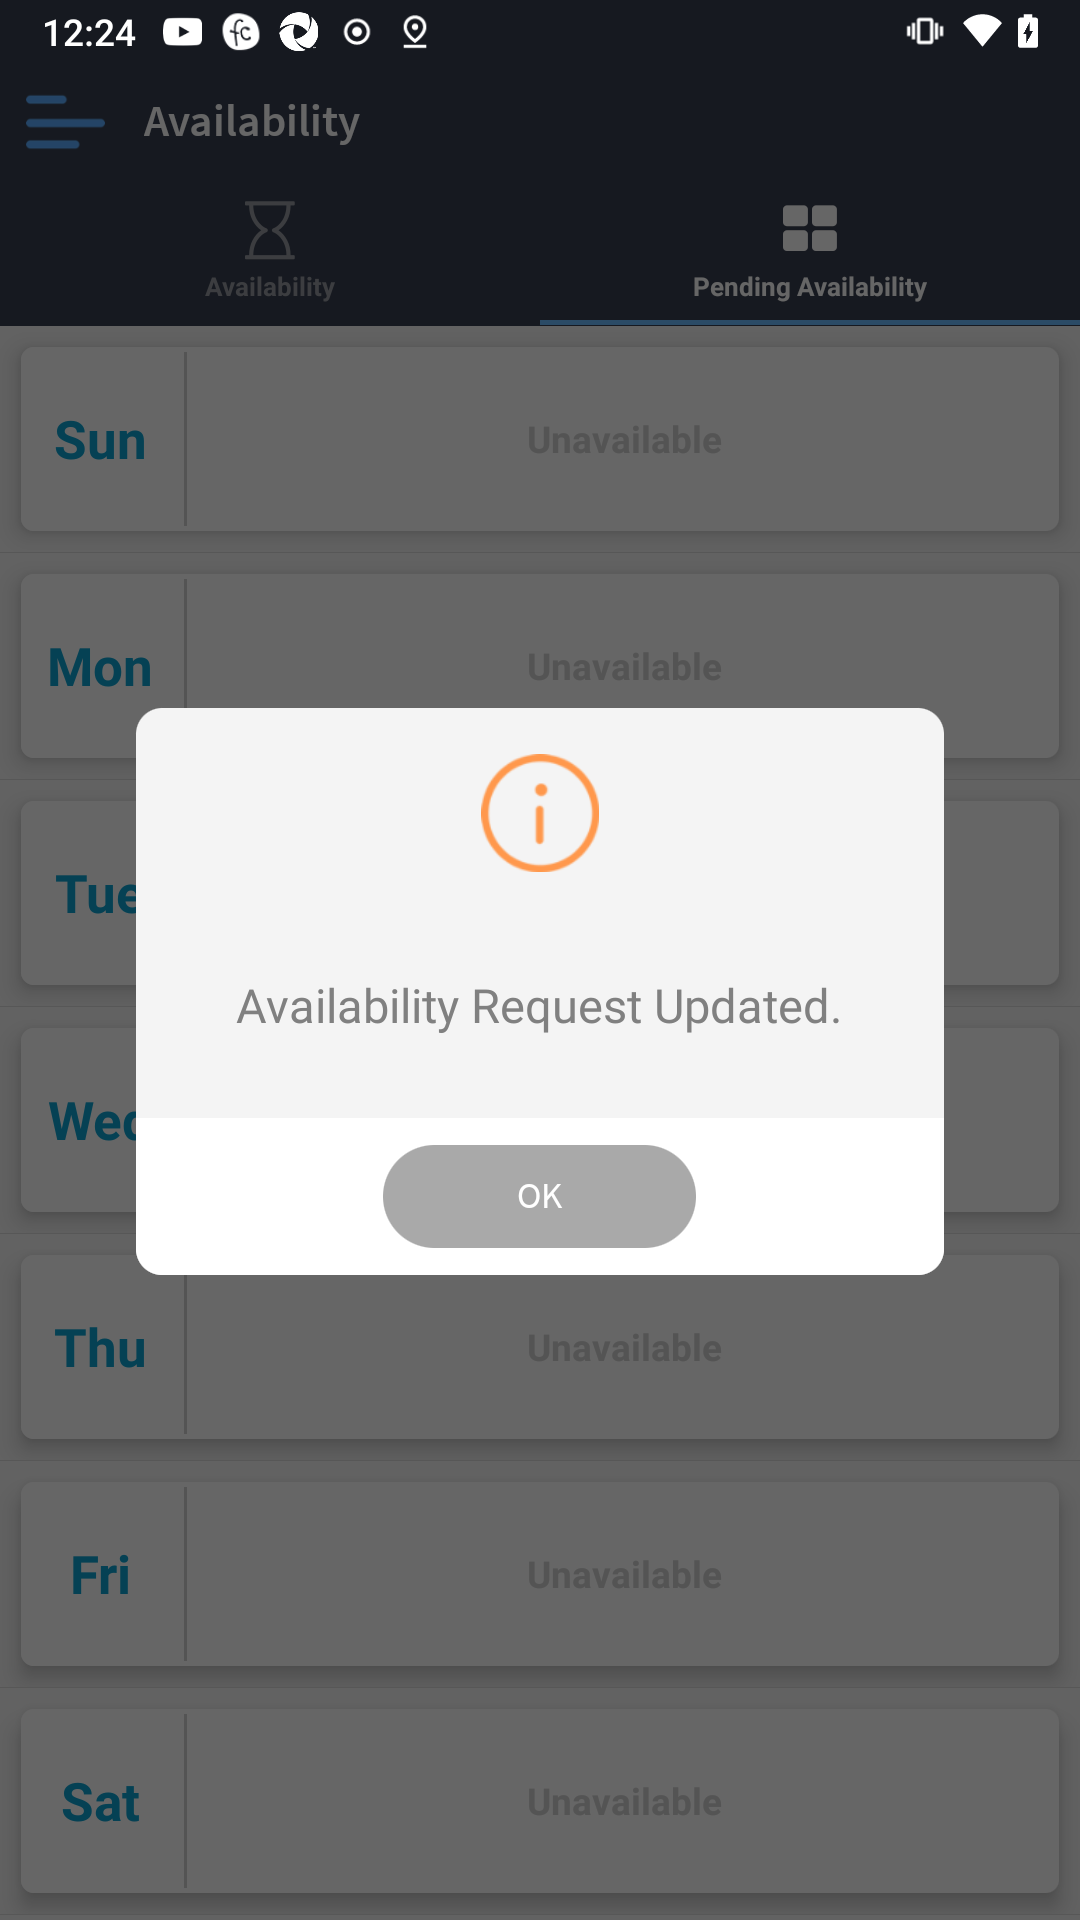 12:24
Availability
Availability
Pending Availability
Sun
Unavailable
Mon
Unavailable
Tue
Availability Request Updated.
Wed
OK
Thu
Unavailable
Fri
Unavailable
Sat
Unavailable